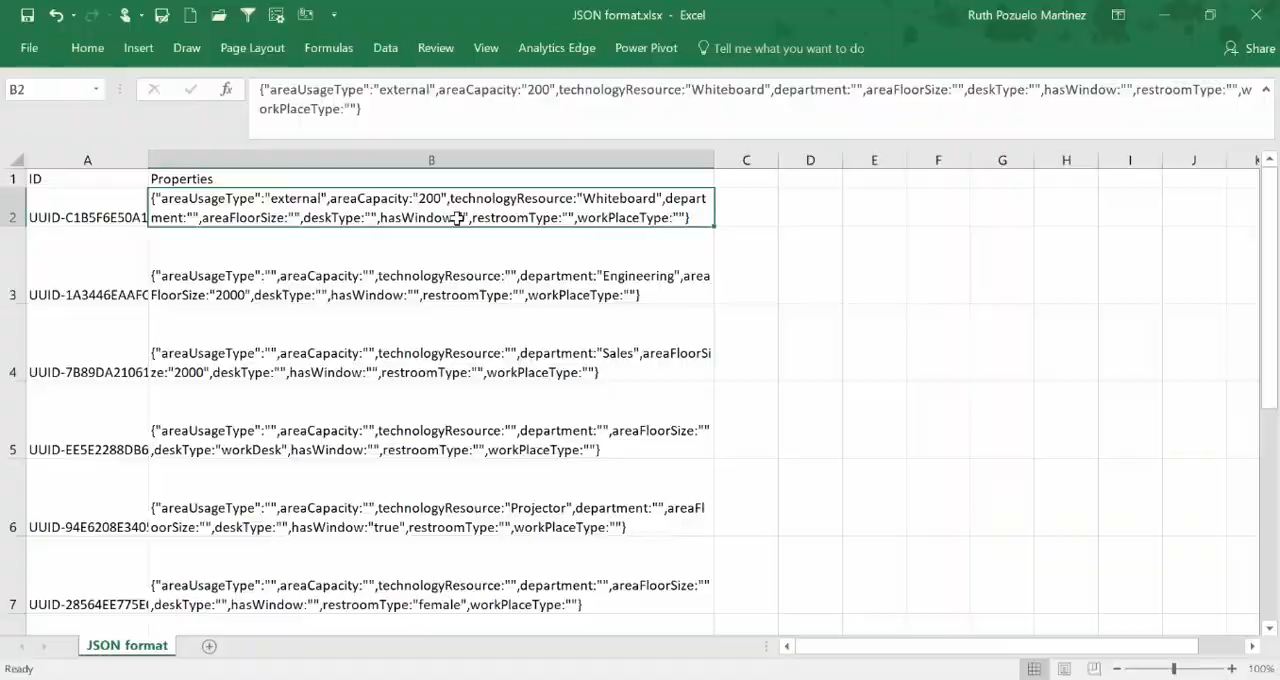 JSON format.xlsx - Excel
Ruth Pozuelo Martinez
File Home Insert Draw Page Layout Formulas Data Review View Analytics Edge Power Pivot Tell me what you want to do Share
B2 fx {"areaUsageType":"external",areaCapacity:"200",technologyResource:"Whiteboard",department:"",areaFloorSize:"",deskType:"",hasWindow:"",restroomType:"",w
orkPlaceType:""}
A B C D E F G H I J
1 ID Properties
{"areaUsageType":"external",areaCapacity:"200",technologyResource:"Whiteboard",depart
2 UUID-C1B5F6E50A1 ment:"",areaFloorSize:"",deskType:"",hasWindow:"",restroomType:"",workPlaceType:""}
{"areaUsageType":"",areaCapacity:"",technologyResource:"",department:"Engineering",area
3 UUID-1A3446EAAFC FloorSize:"2000",deskType:"",hasWindow:"",restroomType:"",workPlaceType:""}
{"areaUsageType":"",areaCapacity:"",technologyResource:"",department:"Sales",areaFloorSi
4 UUID-7B89DA21061 ze:"2000",deskType:"",hasWindow:"",restroomType:"",workPlaceType:""}
{"areaUsageType":"",areaCapacity:"",technologyResource:"",department:"",areaFloorSize:""
5 UUID-EE5E2288DB6 ,deskType:"workDesk",hasWindow:"",restroomType:"",workPlaceType:""}
{"areaUsageType":"",areaCapacity:"",technologyResource:"Projector",department:"",areaFl
6 UUID-94E6208E340 oorSize:"",deskType:"",hasWindow:"true",restroomType:"",workPlaceType:""}
{"areaUsageType":"",areaCapacity:"",technologyResource:"",department:"",areaFloorSize:""
7 UUID-28564EE775E ,deskType:"",hasWindow:"",restroomType:"female",workPlaceType:""}
JSON format
Ready 100%